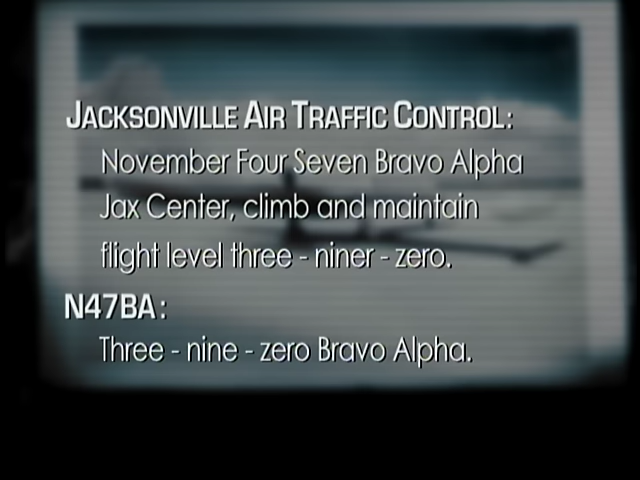 JACKSONVILLE AIR TRAFFIC CONTROL:
November Four Seven Bravo Alpha
Jax Center, climb and maintain
flight level three - niner - zero.
N47BA:
Three - nine - zero Bravo Alpha.